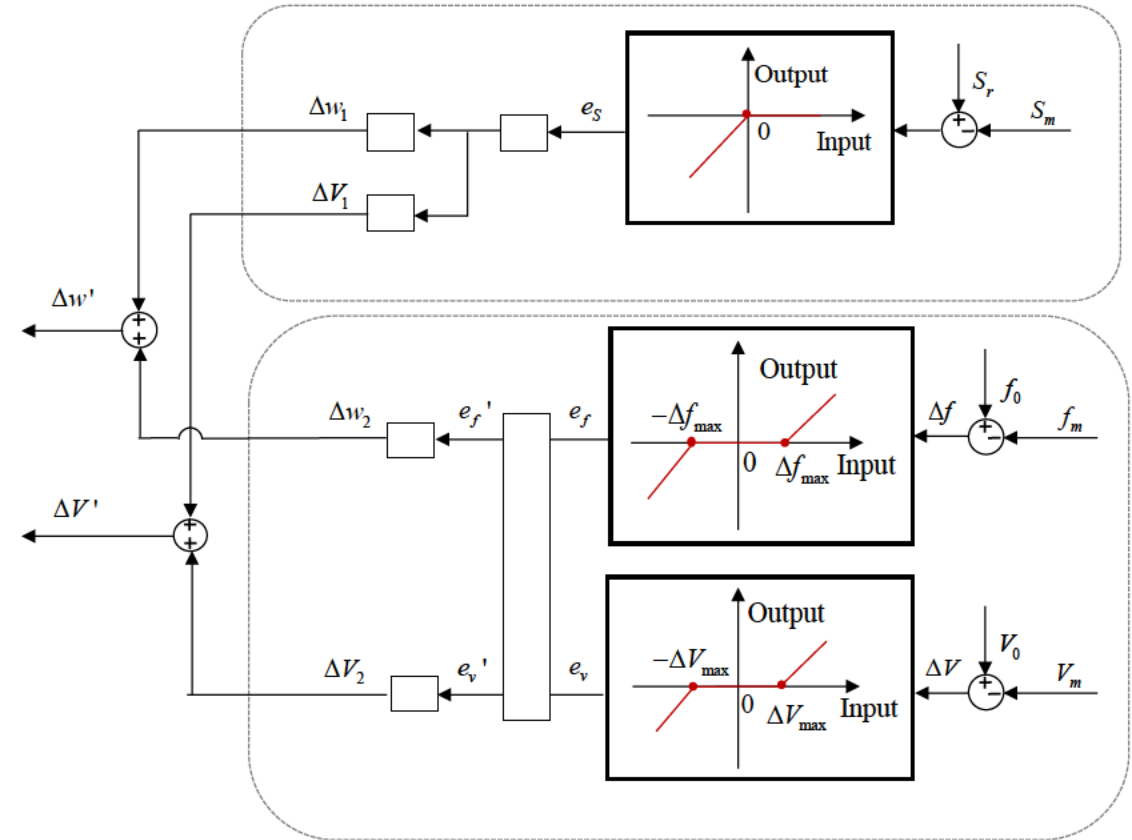 Output
0
Input
S_r
+
-
S_m
e_S
Δw_1
ΔV_1
Δw'
+
+
Output
-Δf_max
0
Δf_max
Input
Δf
f_0
+
-
f_m
e_f
e_f'
Δw_2
ΔV'
+
+
Output
-ΔV_max
0
ΔV_max
Input
ΔV
V_0
+
-
V_m
e_v
e_v'
ΔV_2